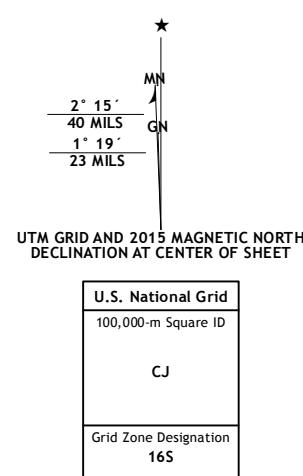 MN
GN
2° 15´
40 MILS
1° 19´
23 MILS
UTM GRID AND 2015 MAGNETIC NORTH
DECLINATION AT CENTER OF SHEET
U.S. National Grid
100,000-m Square ID
CJ
Grid Zone Designation
16S